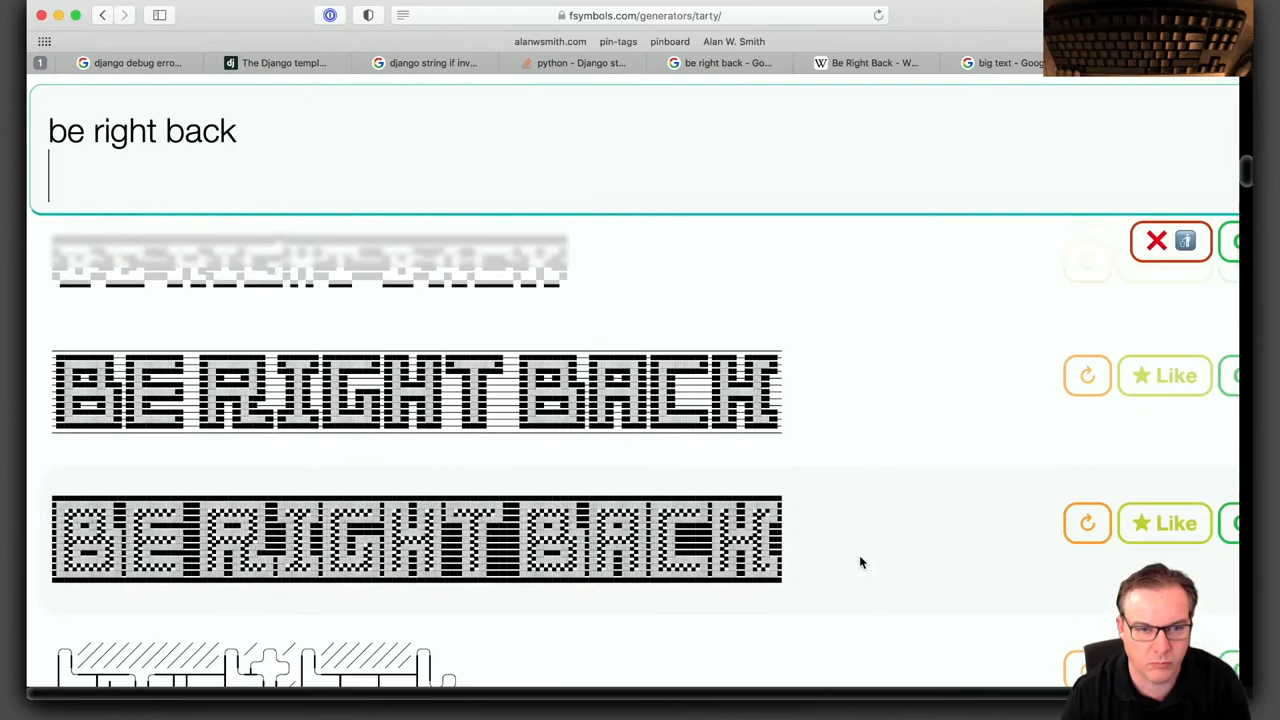 fsymbols.com/generators/tarty/
alanwsmith.com pin-tags pinboard Alan W. Smith
1 django debug erro... The Django templ... django string if inv... python - Django st... be right back - Go... Be Right Back - W... big text - Goog
be right back
BE RIGHT BACK
Like
BE RIGHT BACK
Like